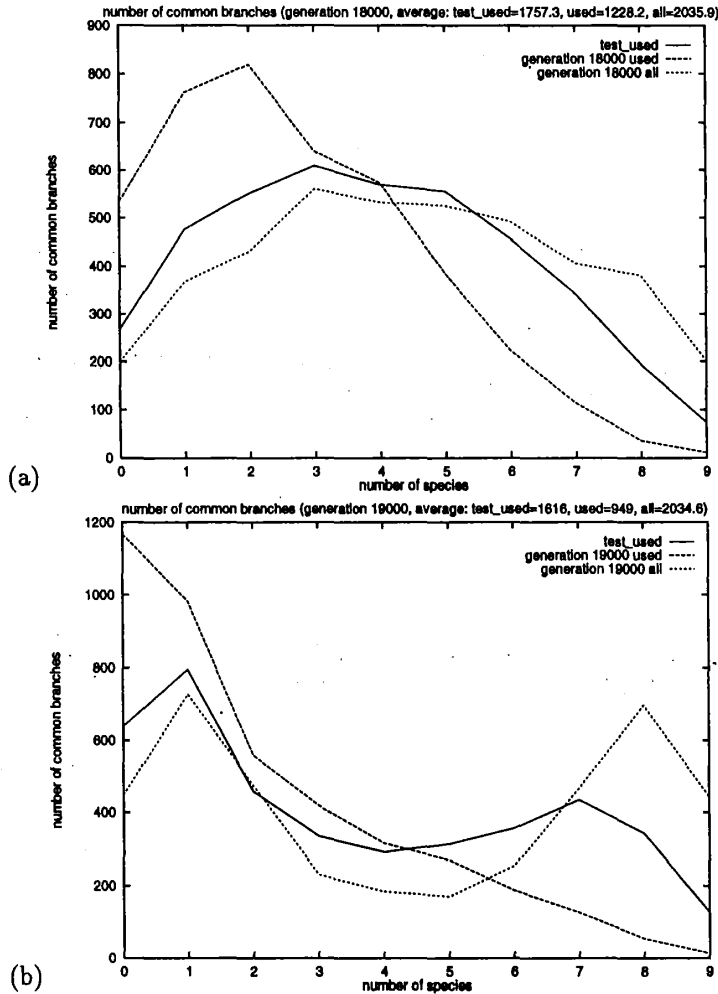 number of common branches (generation 18000, average: test_used=1757.3, used=1228.2, all=2035.9)
900
800
700
600
500
400
300
200
100
0
number of common branches
test_used
generation 18000 used
generation 18000 all
0 1 2 3 4 5 6 7 8 9
number of species
(a)
number of common branches (generation 19000, average: test_used=1616, used=949, all=2034.6)
1200
1000
800
600
400
200
0
number of common branches
test_used
generation 19000 used
generation 19000 all
0 1 2 3 4 5 6 7 8 9
number of species
(b)